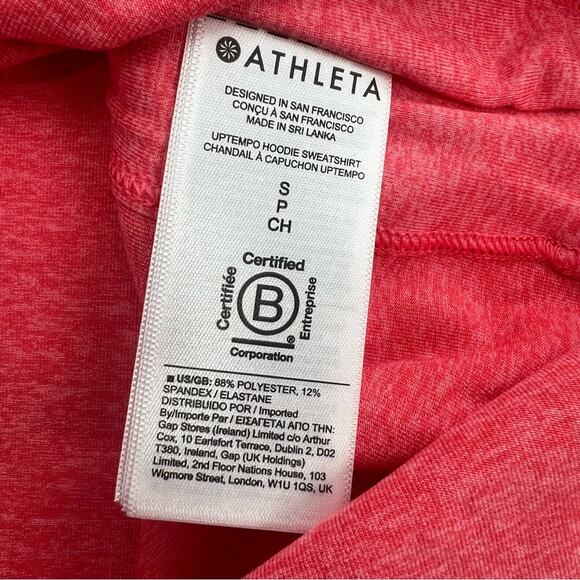 ATHLETA
DESIGNED IN SAN FRANCISCO
CONÇU À SAN FRANCISCO
MADE IN SRI LANKA
UPTEMPO HOODIE SWEATSHIRT
CHANDAIL À CAPUCHON UPTEMPO
S
P
CH
Certified
Certifiée
B
Entreprise
®
Corporation
US/GB: 88% POLYESTER, 12%
SPANDEX / ELASTANE
DISTRIBUIDO POR / Imported
By/Importe Par / ΕΙΣΑΓΕΤΑΙ ΑΠΟ ΤΗΝ:
Gap Stores (Ireland) Limited c/o Arthur
Cox, 10 Earlsfort Terrace, Dublin 2, D02
T380, Ireland, Gap (UK Holdings)
Limited, 2nd Floor Nations House, 103
Wigmore Street, London, W1U 1QS, UK